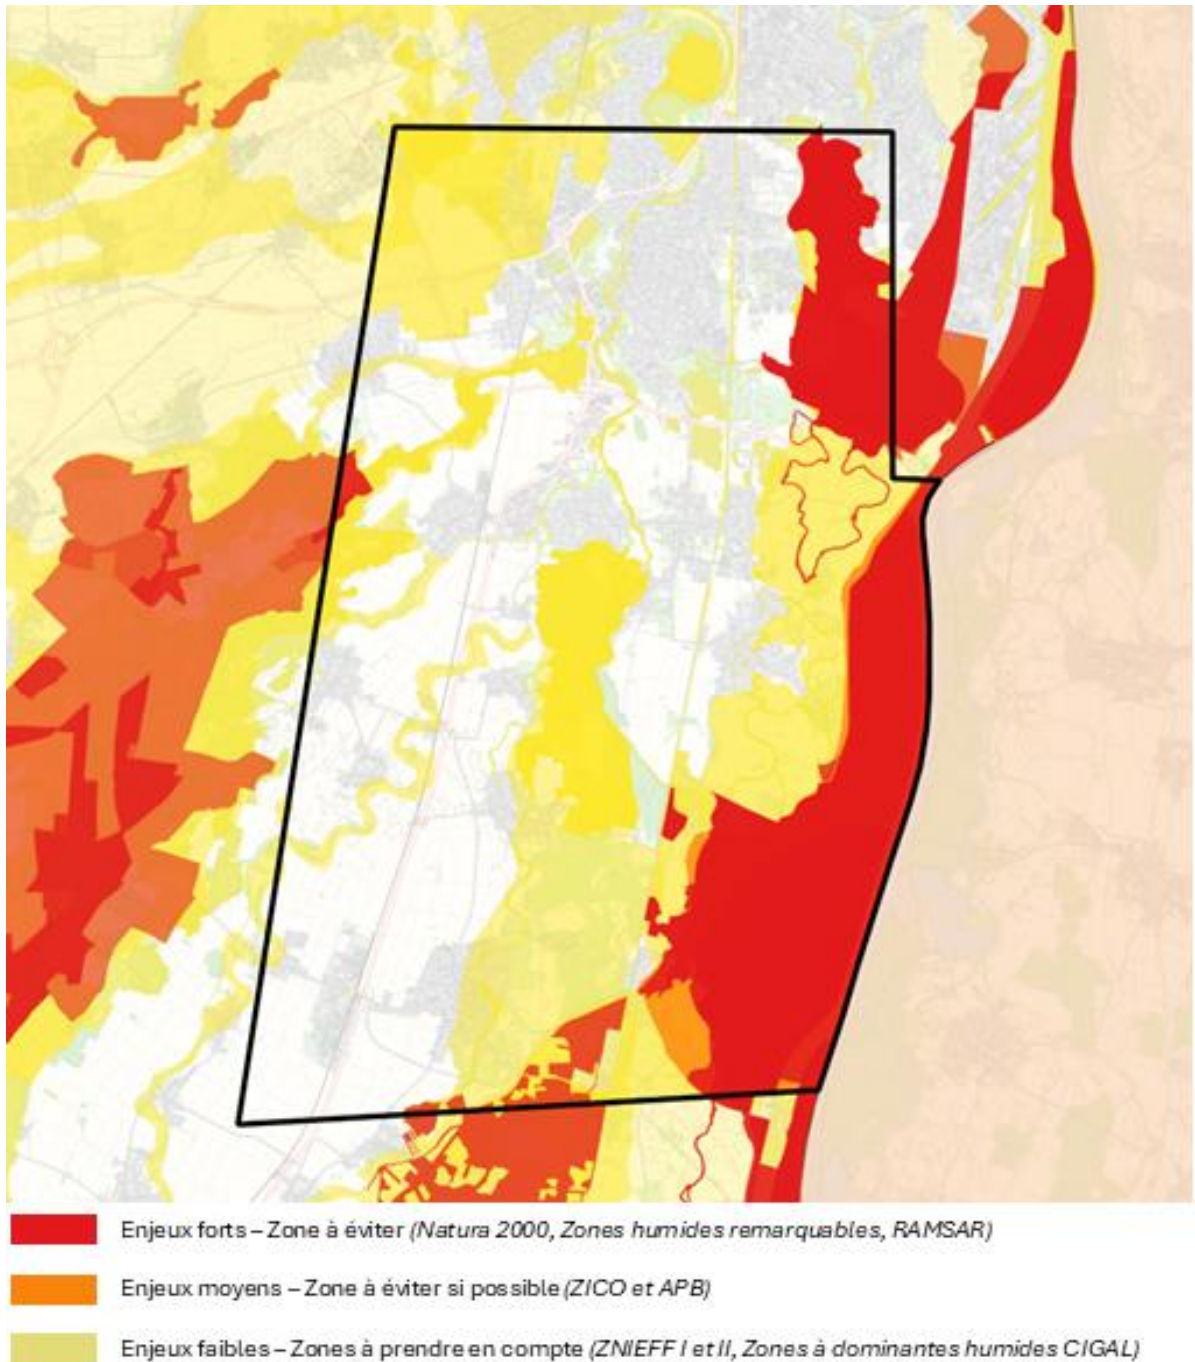 Enjeux forts – Zone à éviter (Natura 2000, Zones humides remarquables, RAMSAR)
Enjeux moyens – Zone à éviter si possible (ZICO et APB)
Enjeux faibles – Zones à prendre en compte (ZNIEFF I et II, Zones à dominantes humides CIGAL)